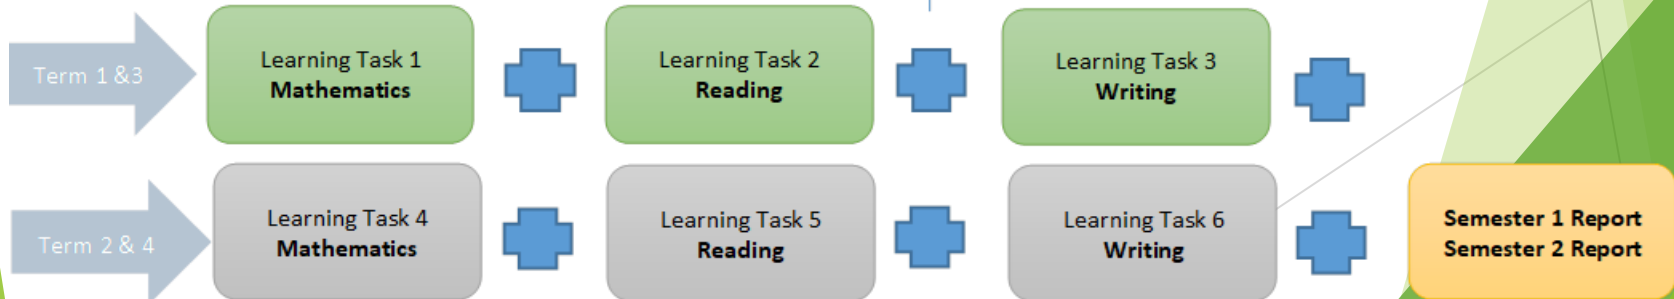 Term 1 &3
Learning Task 1
Mathematics
Learning Task 2
Reading
Learning Task 3
Writing
Term 2 & 4
Learning Task 4
Mathematics
Learning Task 5
Reading
Learning Task 6
Writing
Semester 1 Report
Semester 2 Report